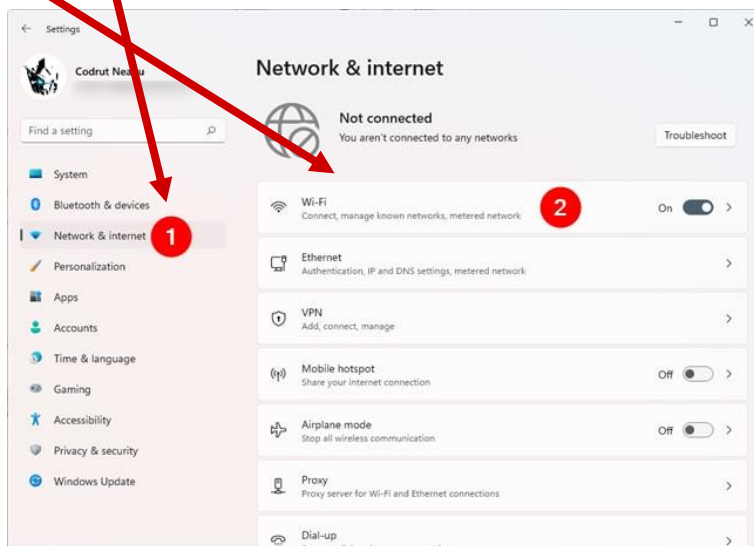 Settings
Codrut Neagu
Find a setting
System
Bluetooth & devices
Network & internet
1
Personalization
Apps
Accounts
Time & language
Gaming
Accessibility
Privacy & security
Windows Update
Network & internet
Not connected
You aren't connected to any networks
Troubleshoot
Wi-Fi
Connect, manage known networks, metered network
2
On
Ethernet
Authentication, IP and DNS settings, metered network
VPN
Add, connect, manage
Mobile hotspot
Share your internet connection
Off
Airplane mode
Stop all wireless communication
Off
Proxy
Proxy server for Wi-Fi and Ethernet connections
Dial-up